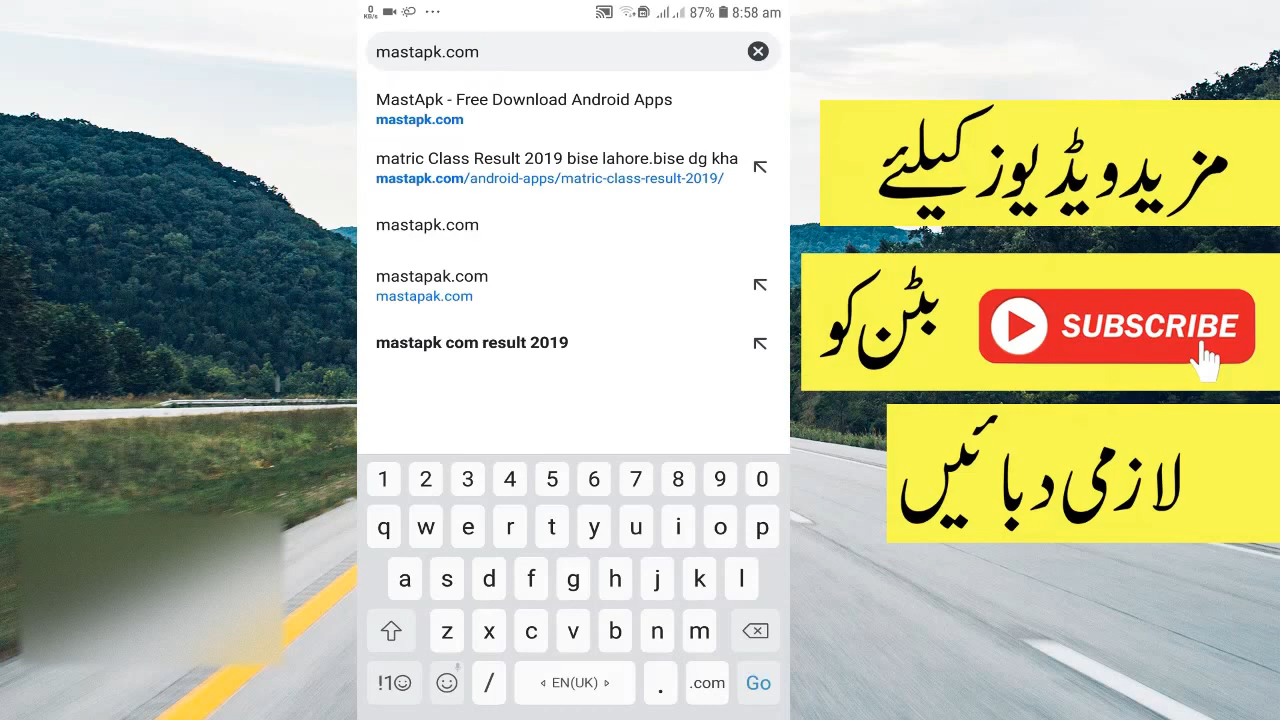 0
KB/s
87% 8:58 am
mastapk.com
MastApk - Free Download Android Apps
mastapk.com
matric Class Result 2019 bise lahore.bise dg kha
mastapk.com/android-apps/matric-class-result-2019/
mastapk.com
mastapak.com
mastapak.com
mastapk com result 2019
1 2 3 4 5 6 7 8 9 0
q w e r t y u i o p
a s d f g h j k l
z x c v b n m
!1☺ / EN(UK) . .com Go
مزید ویڈیوز کیلئے
SUBSCRIBE بٹن کو
لازمی دبائیں